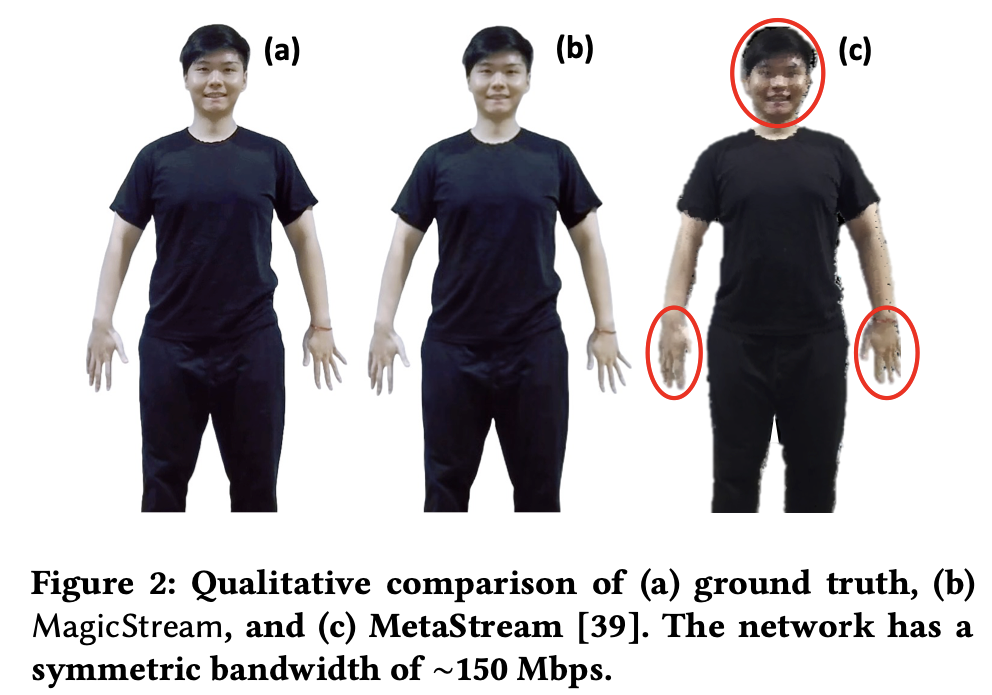 (a)
(b)
(c)
Figure 2: Qualitative comparison of (a) ground truth, (b)
MagicStream, and (c) MetaStream [39]. The network has a
symmetric bandwidth of ~150 Mbps.